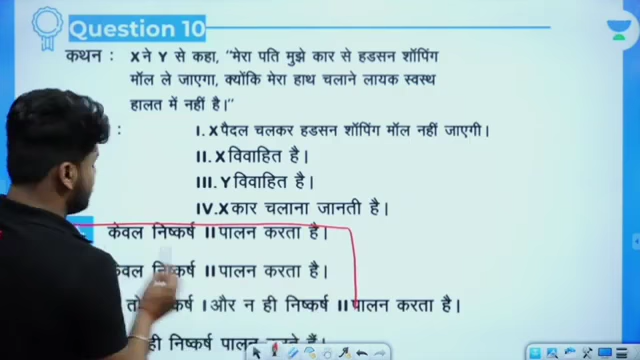 Question 10
कथन : X ने Y से कहा, "मेरा पति मुझे कार से हडसन शॉपिंग
मॉल ले जाएगा, क्योंकि मेरा हाथ चलाने लायक स्वस्थ
हालत में नहीं है।"
: I. X पैदल चलकर हडसन शॉपिंग मॉल नहीं जाएगी।
II. X विवाहित है।
III. Y विवाहित है।
IV. X कार चलाना जानती है।
केवल निष्कर्ष II पालन करता है।
केवल निष्कर्ष II पालन करता है।
तो निष्कर्ष I और न ही निष्कर्ष II पालन करता है।
ही निष्कर्ष पालन करते हैं।